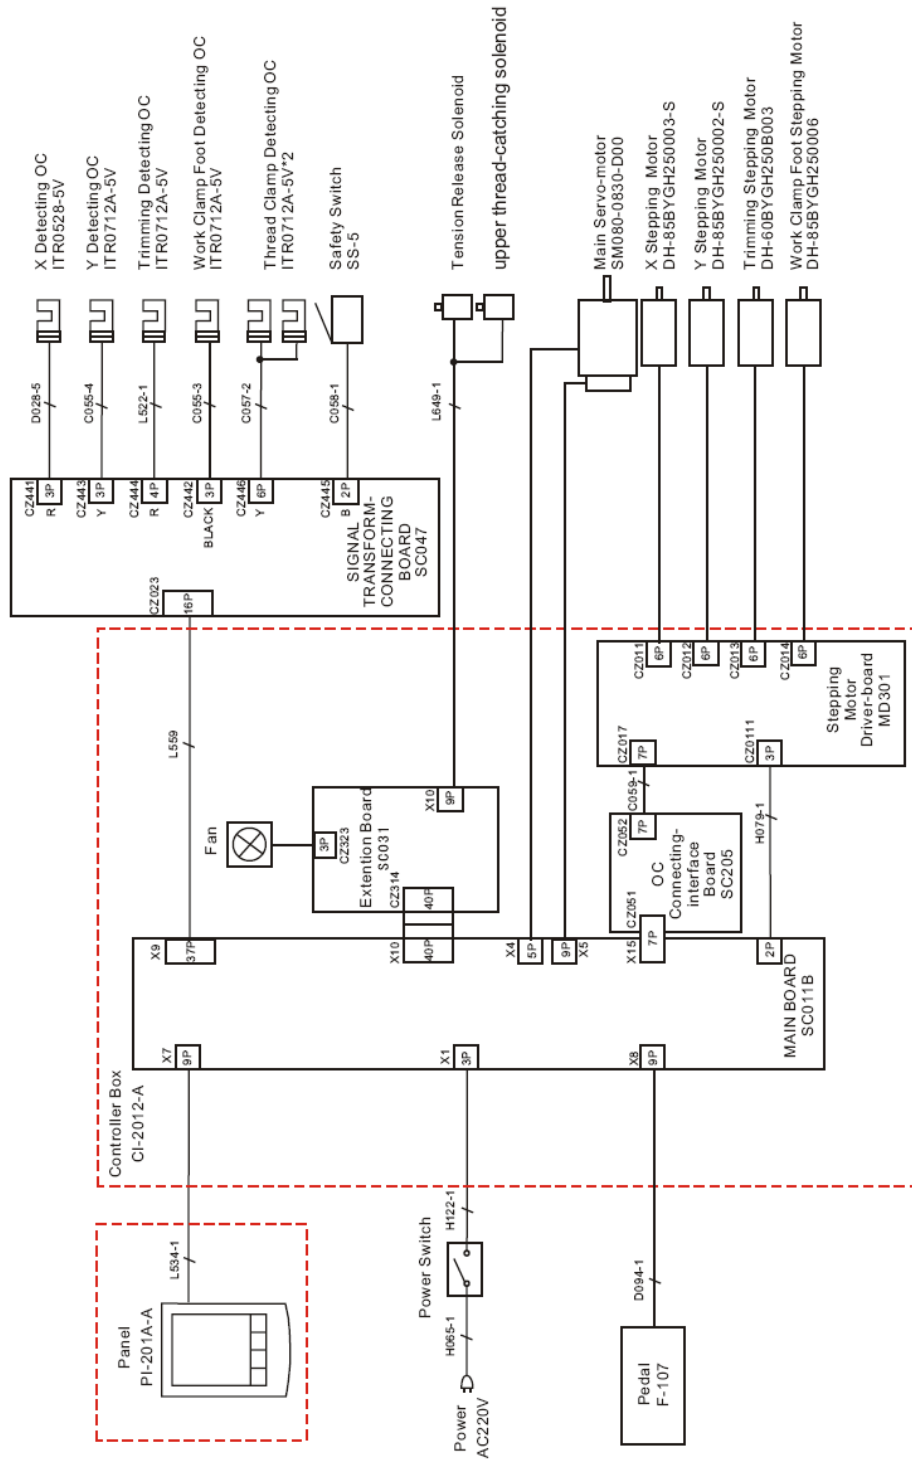 X Detecting OC
ITR0528-5V
Y Detecting OC
ITR0712A-5V
Trimming Detecting OC
ITR0712A-5V
Work Clamp Foot Detecting OC
ITR0712A-5V
Thread Clamp Detecting OC
ITR0712A-5V*2
Safety Switch
SS-5
Tension Release Solenoid
upper thread-catching solenoid
Main Servo-motor
SM080-0830-D00
X Stepping Motor
DH-85BYGH250003-S
Y Stepping Motor
DH-85BYGH250002-S
Trimming Stepping Motor
DH-60BYGH250B003
Work Clamp Foot Stepping Motor
DH-85BYGH250006
D028-5
C055-4
L522-1
C055-3
C057-2
C058-1
L649-1
CZ441
3P
R
CZ443
3P
Y
CZ444
4P
R
CZ442
3P
BLACK
CZ446
6P
Y
CZ445
2P
B
SIGNAL
TRANSFORM-
CONNECTING
BOARD
SC047
CZ023
16P
L559
CZ011
6P
CZ012
6P
CZ013
6P
CZ014
6P
Stepping
Motor
Driver-board
MD301
CZ017
7P
CZ0111
3P
C059-1
H079-1
Fan
3P
CZ323
X10
9P
Extention Board
SC031
CZ314
40P
CZ052
7P
OC
Connecting-
interface
Board
SC205
CZ051
X9
37P
X10
40P
X4
5P
9P
X5
X15
7P
2P
MAIN BOARD
SC011B
X7
9P
X1
3P
X8
9P
Controller Box
CI-2012-A
L534-1
H122-1
D094-1
Power Switch
H065-1
Panel
PI-201A-A
Power
AC220V
Pedal
F-107